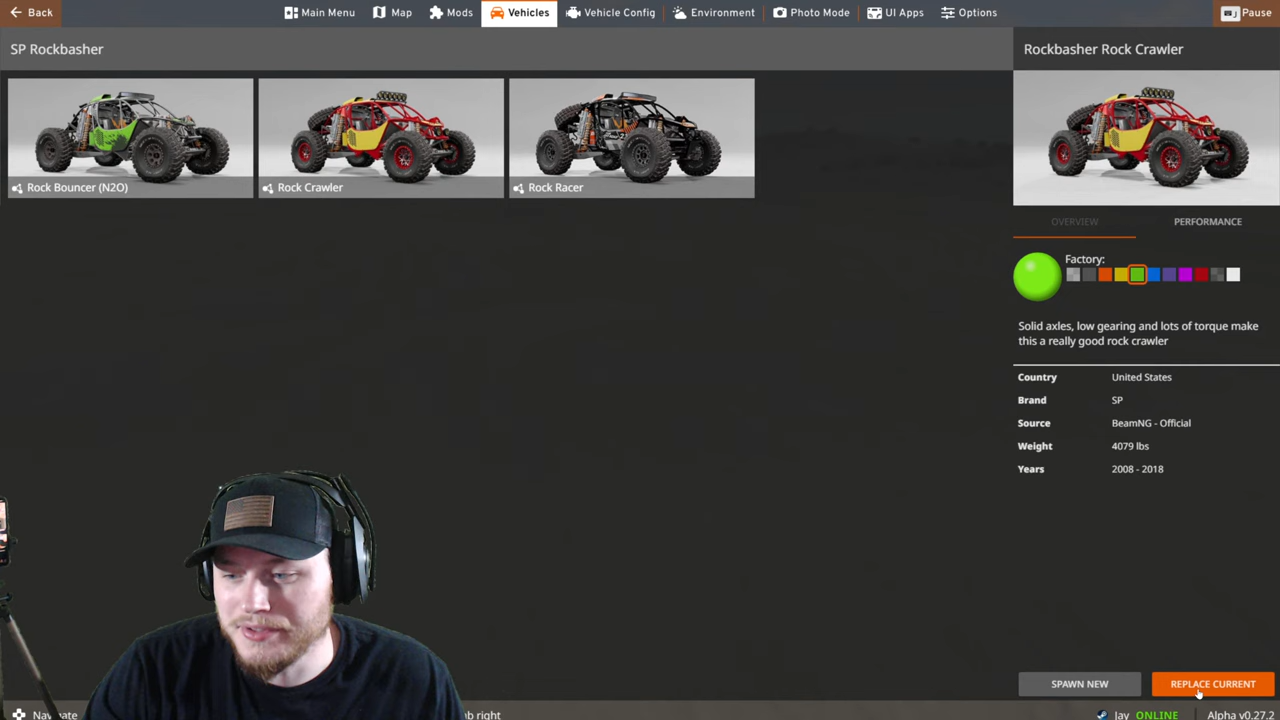 Back
Main Menu
Map
Mods
Vehicles
Vehicle Config
Environment
Photo Mode
UI Apps
Options
J Pause
SP Rockbasher
Rockbasher Rock Crawler
Rock Bouncer (N2O)
Rock Crawler
Rock Racer
OVERVIEW
PERFORMANCE
Factory:
Solid axles, low gearing and lots of torque make
this a really good rock crawler
Country United States
Brand SP
Source BeamNG - Official
Weight 4079 lbs
Years 2008 - 2018
SPAWN NEW
REPLACE CURRENT
right
Jay ONLINE
Alpha v0.27.2